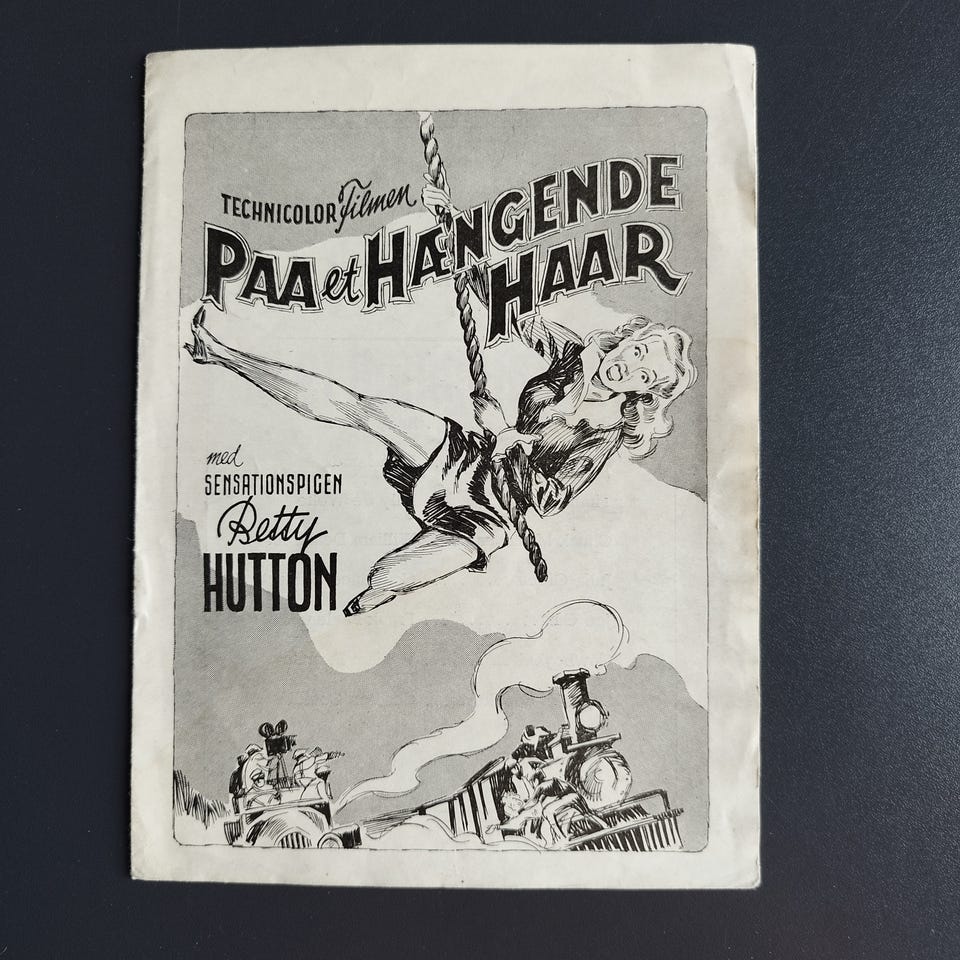 TECHNICOLOR Filmen
PAA et HÆNGENDE
HAAR
med
SENSATIONSPIGEN
Betty
HUTTON